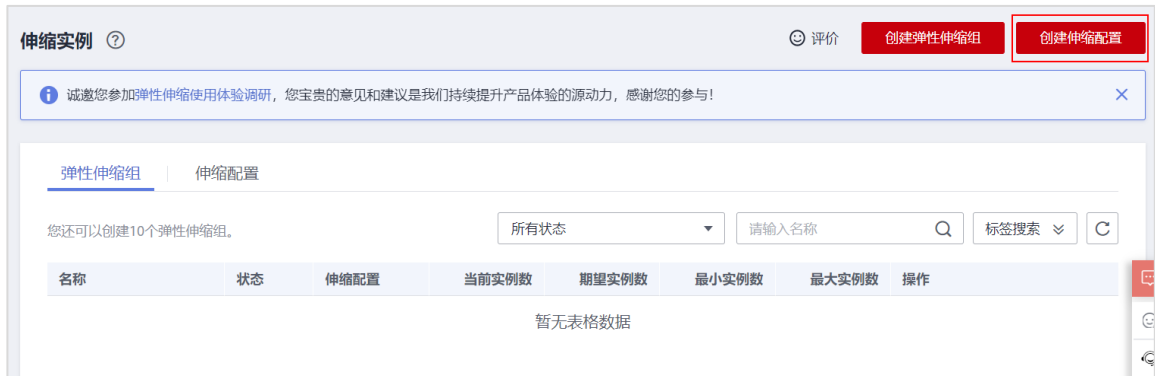 伸缩实例 ? 评价 创建弹性伸缩组 创建伸缩配置
诚邀您参加弹性伸缩使用体验调研，您宝贵的意见和建议是我们持续提升产品体验的源动力，感谢您的参与！
弹性伸缩组 伸缩配置
您还可以创建10个弹性伸缩组。 所有状态 请输入名称 标签搜索
名称 状态 伸缩配置 当前实例数 期望实例数 最小实例数 最大实例数 操作
暂无表格数据